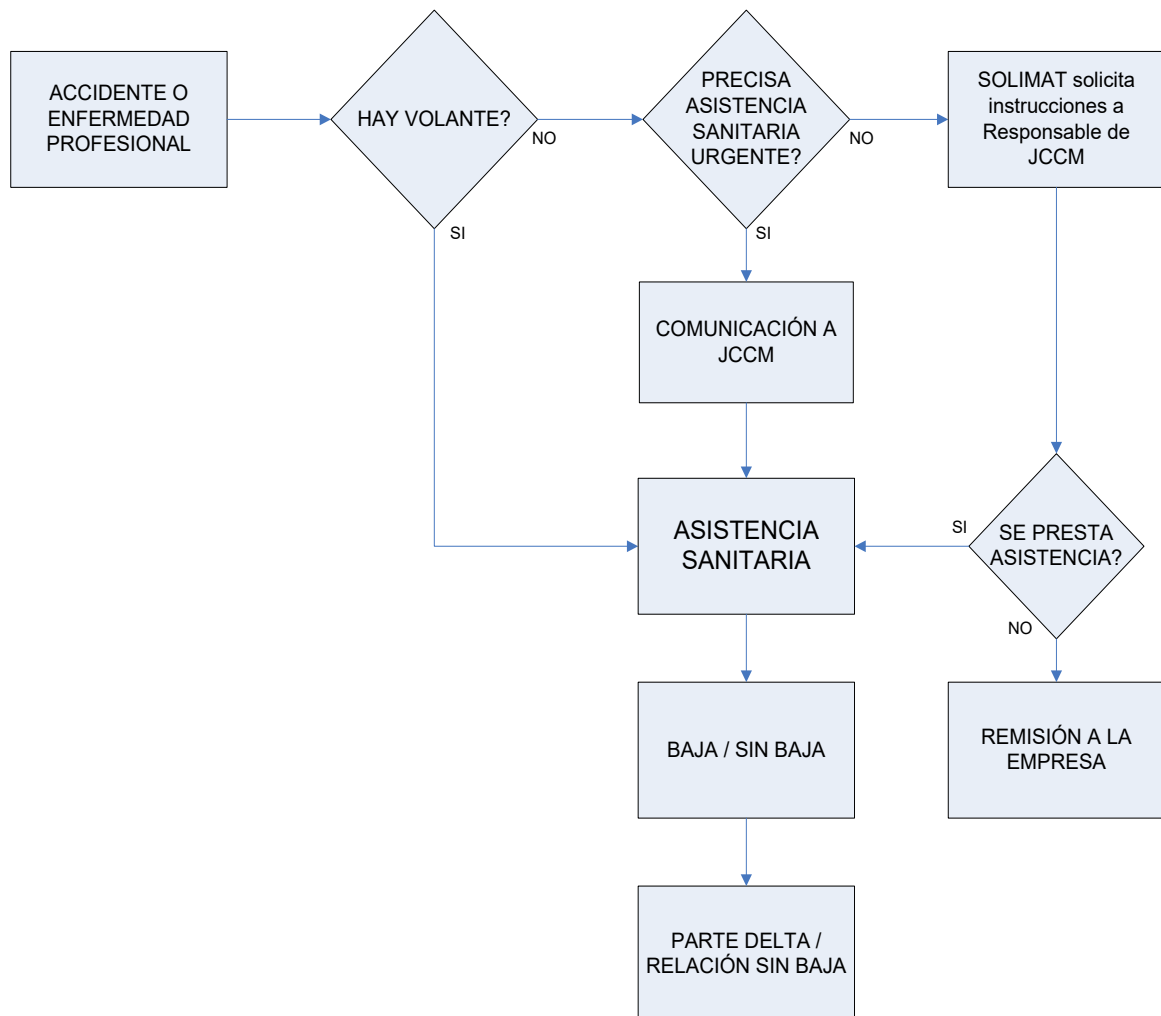 ACCIDENTE O
ENFERMEDAD
PROFESIONAL
HAY VOLANTE?
NO
SI
PRECISA
ASISTENCIA
SANITARIA
URGENTE?
NO
SI
SOLIMAT solicita
instrucciones a
Responsable de
JCCM
COMUNICACIÓN A
JCCM
ASISTENCIA
SANITARIA
SI
SE PRESTA
ASISTENCIA?
NO
BAJA / SIN BAJA
REMISIÓN A LA
EMPRESA
PARTE DELTA /
RELACIÓN SIN BAJA